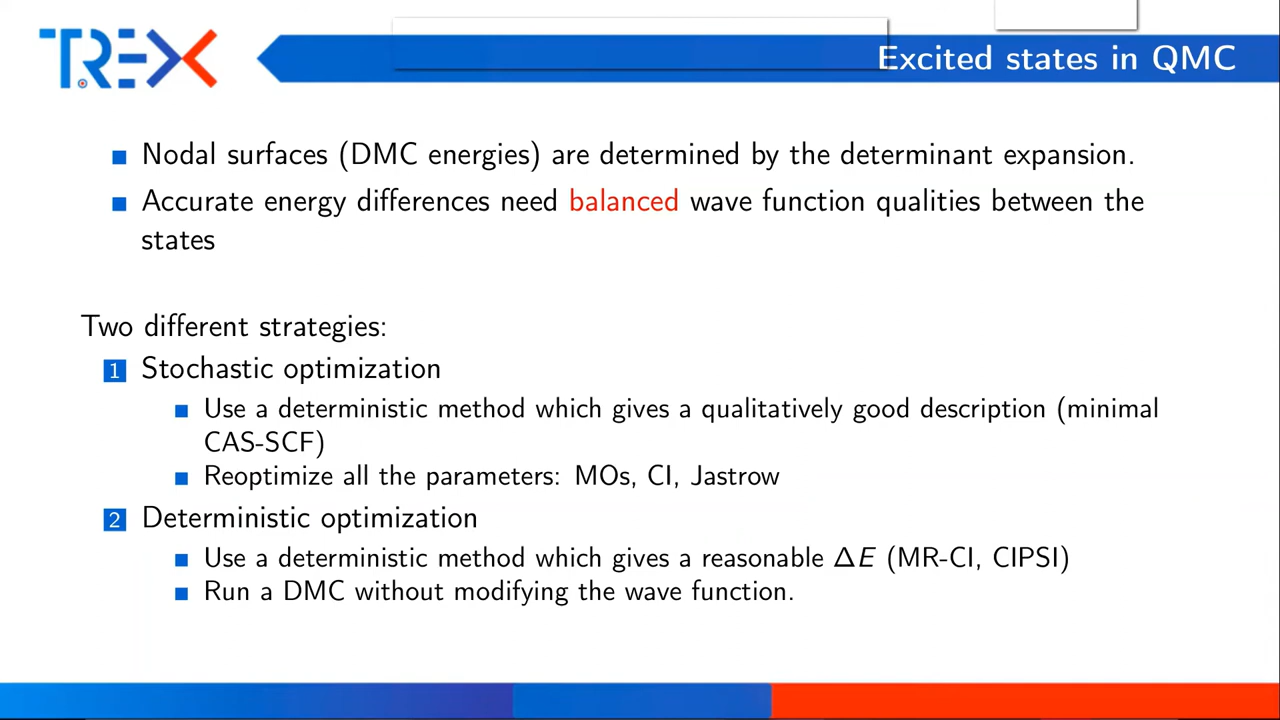 TREX
Excited states in QMC
Nodal surfaces (DMC energies) are determined by the determinant expansion.
Accurate energy differences need balanced wave function qualities between the
states
Two different strategies:
1 Stochastic optimization
Use a deterministic method which gives a qualitatively good description (minimal
CAS-SCF)
Reoptimize all the parameters: MOs, CI, Jastrow
2 Deterministic optimization
Use a deterministic method which gives a reasonable ΔE (MR-CI, CIPSI)
Run a DMC without modifying the wave function.